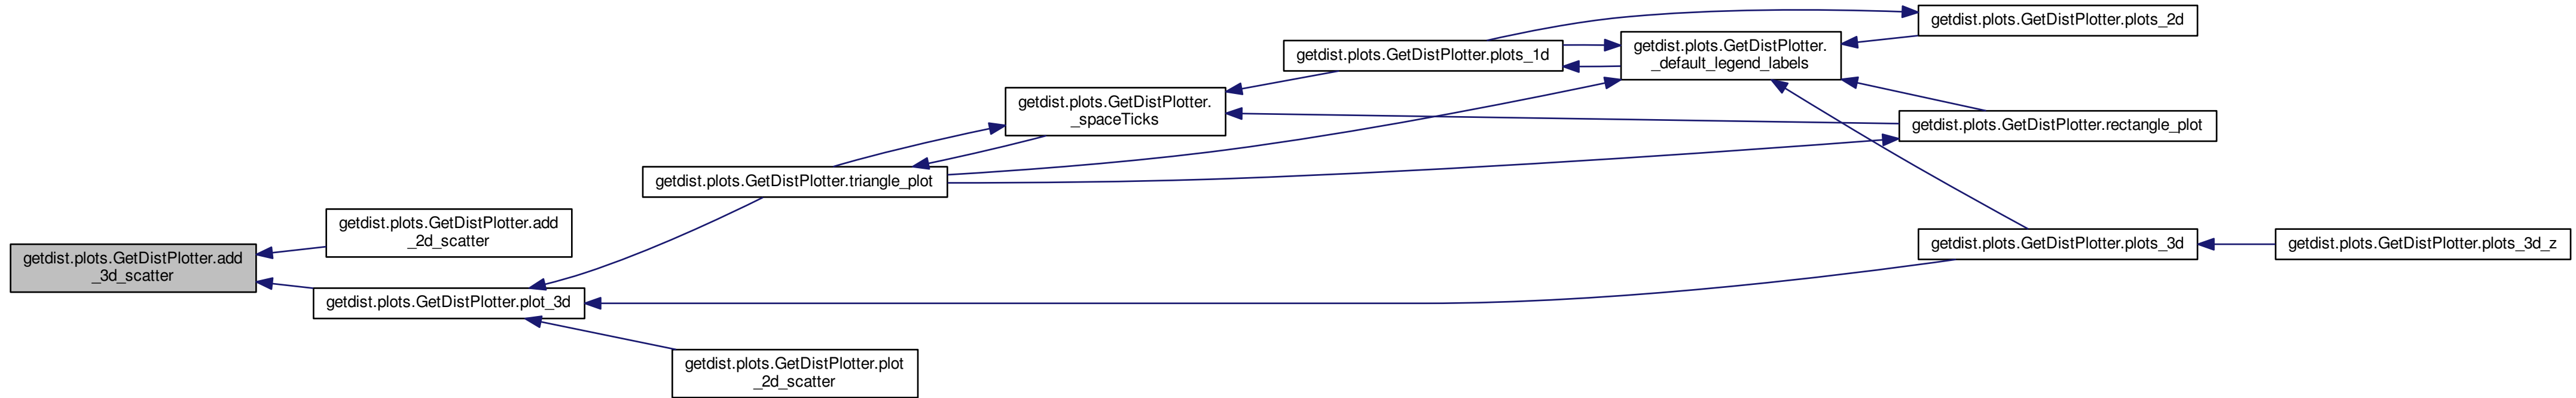 getdist.plots.GetDistPlotter.add
_3d_scatter
getdist.plots.GetDistPlotter.add
_2d_scatter
getdist.plots.GetDistPlotter.plot_3d
getdist.plots.GetDistPlotter.triangle_plot
getdist.plots.GetDistPlotter.plot
_2d_scatter
getdist.plots.GetDistPlotter.
_spaceTicks
getdist.plots.GetDistPlotter.plots_1d
getdist.plots.GetDistPlotter.
_default_legend_labels
getdist.plots.GetDistPlotter.plots_2d
getdist.plots.GetDistPlotter.rectangle_plot
getdist.plots.GetDistPlotter.plots_3d
getdist.plots.GetDistPlotter.plots_3d_z